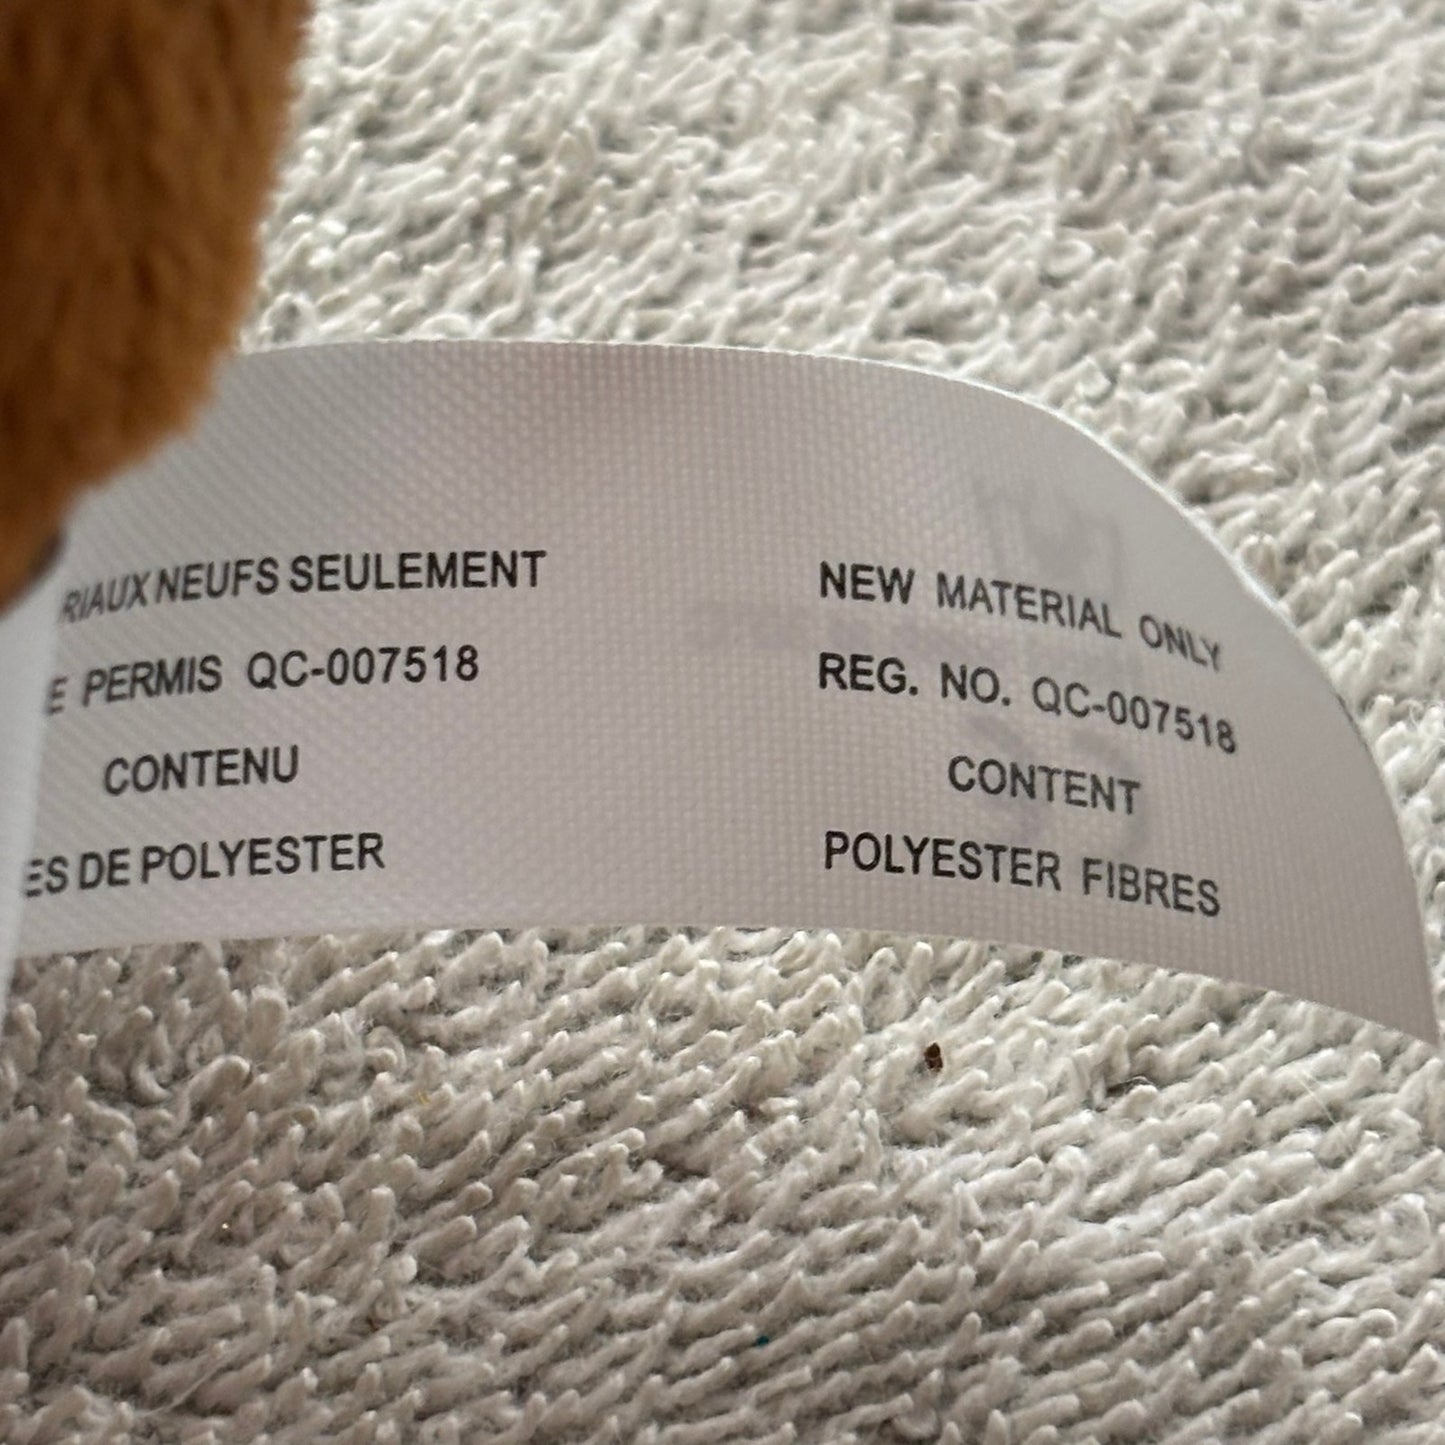 RIAUX NEUFS SEULEMENT
E PERMIS QC-007518
CONTENU
ES DE POLYESTER
NEW MATERIAL ONLY
REG. NO. QC-007518
CONTENT
POLYESTER FIBRES